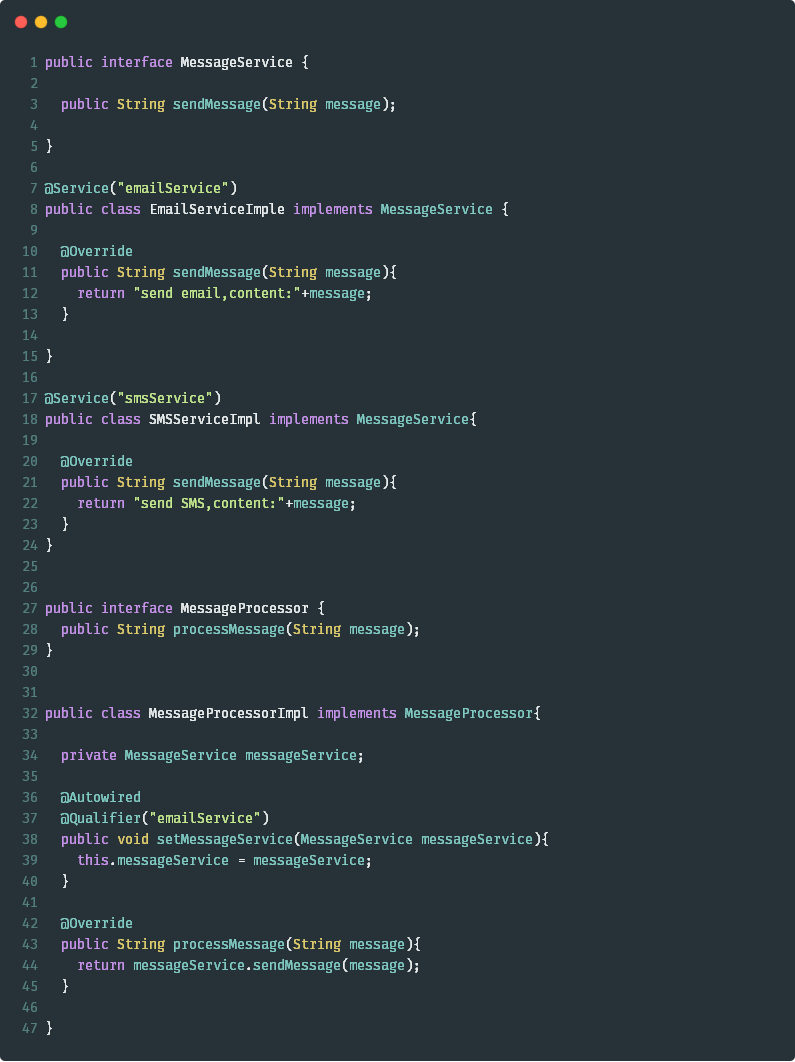 1 public interface MessageService {
2
3   public String sendMessage(String message);
4
5 }
6
7 @Service("emailService")
8 public class EmailServiceImple implements MessageService {
9
10   @Override
11   public String sendMessage(String message){
12     return "send email,content:"+message;
13   }
14
15 }
16
17 @Service("smsService")
18 public class SMSServiceImpl implements MessageService{
19
20   @Override
21   public String sendMessage(String message){
22     return "send SMS,content:"+message;
23   }
24 }
25
26
27 public interface MessageProcessor {
28   public String processMessage(String message);
29 }
30
31
32 public class MessageProcessorImpl implements MessageProcessor{
33
34   private MessageService messageService;
35
36   @Autowired
37   @Qualifier("emailService")
38   public void setMessageService(MessageService messageService){
39     this.messageService = messageService;
40   }
41
42   @Override
43   public String processMessage(String message){
44     return messageService.sendMessage(message);
45   }
46
47 }